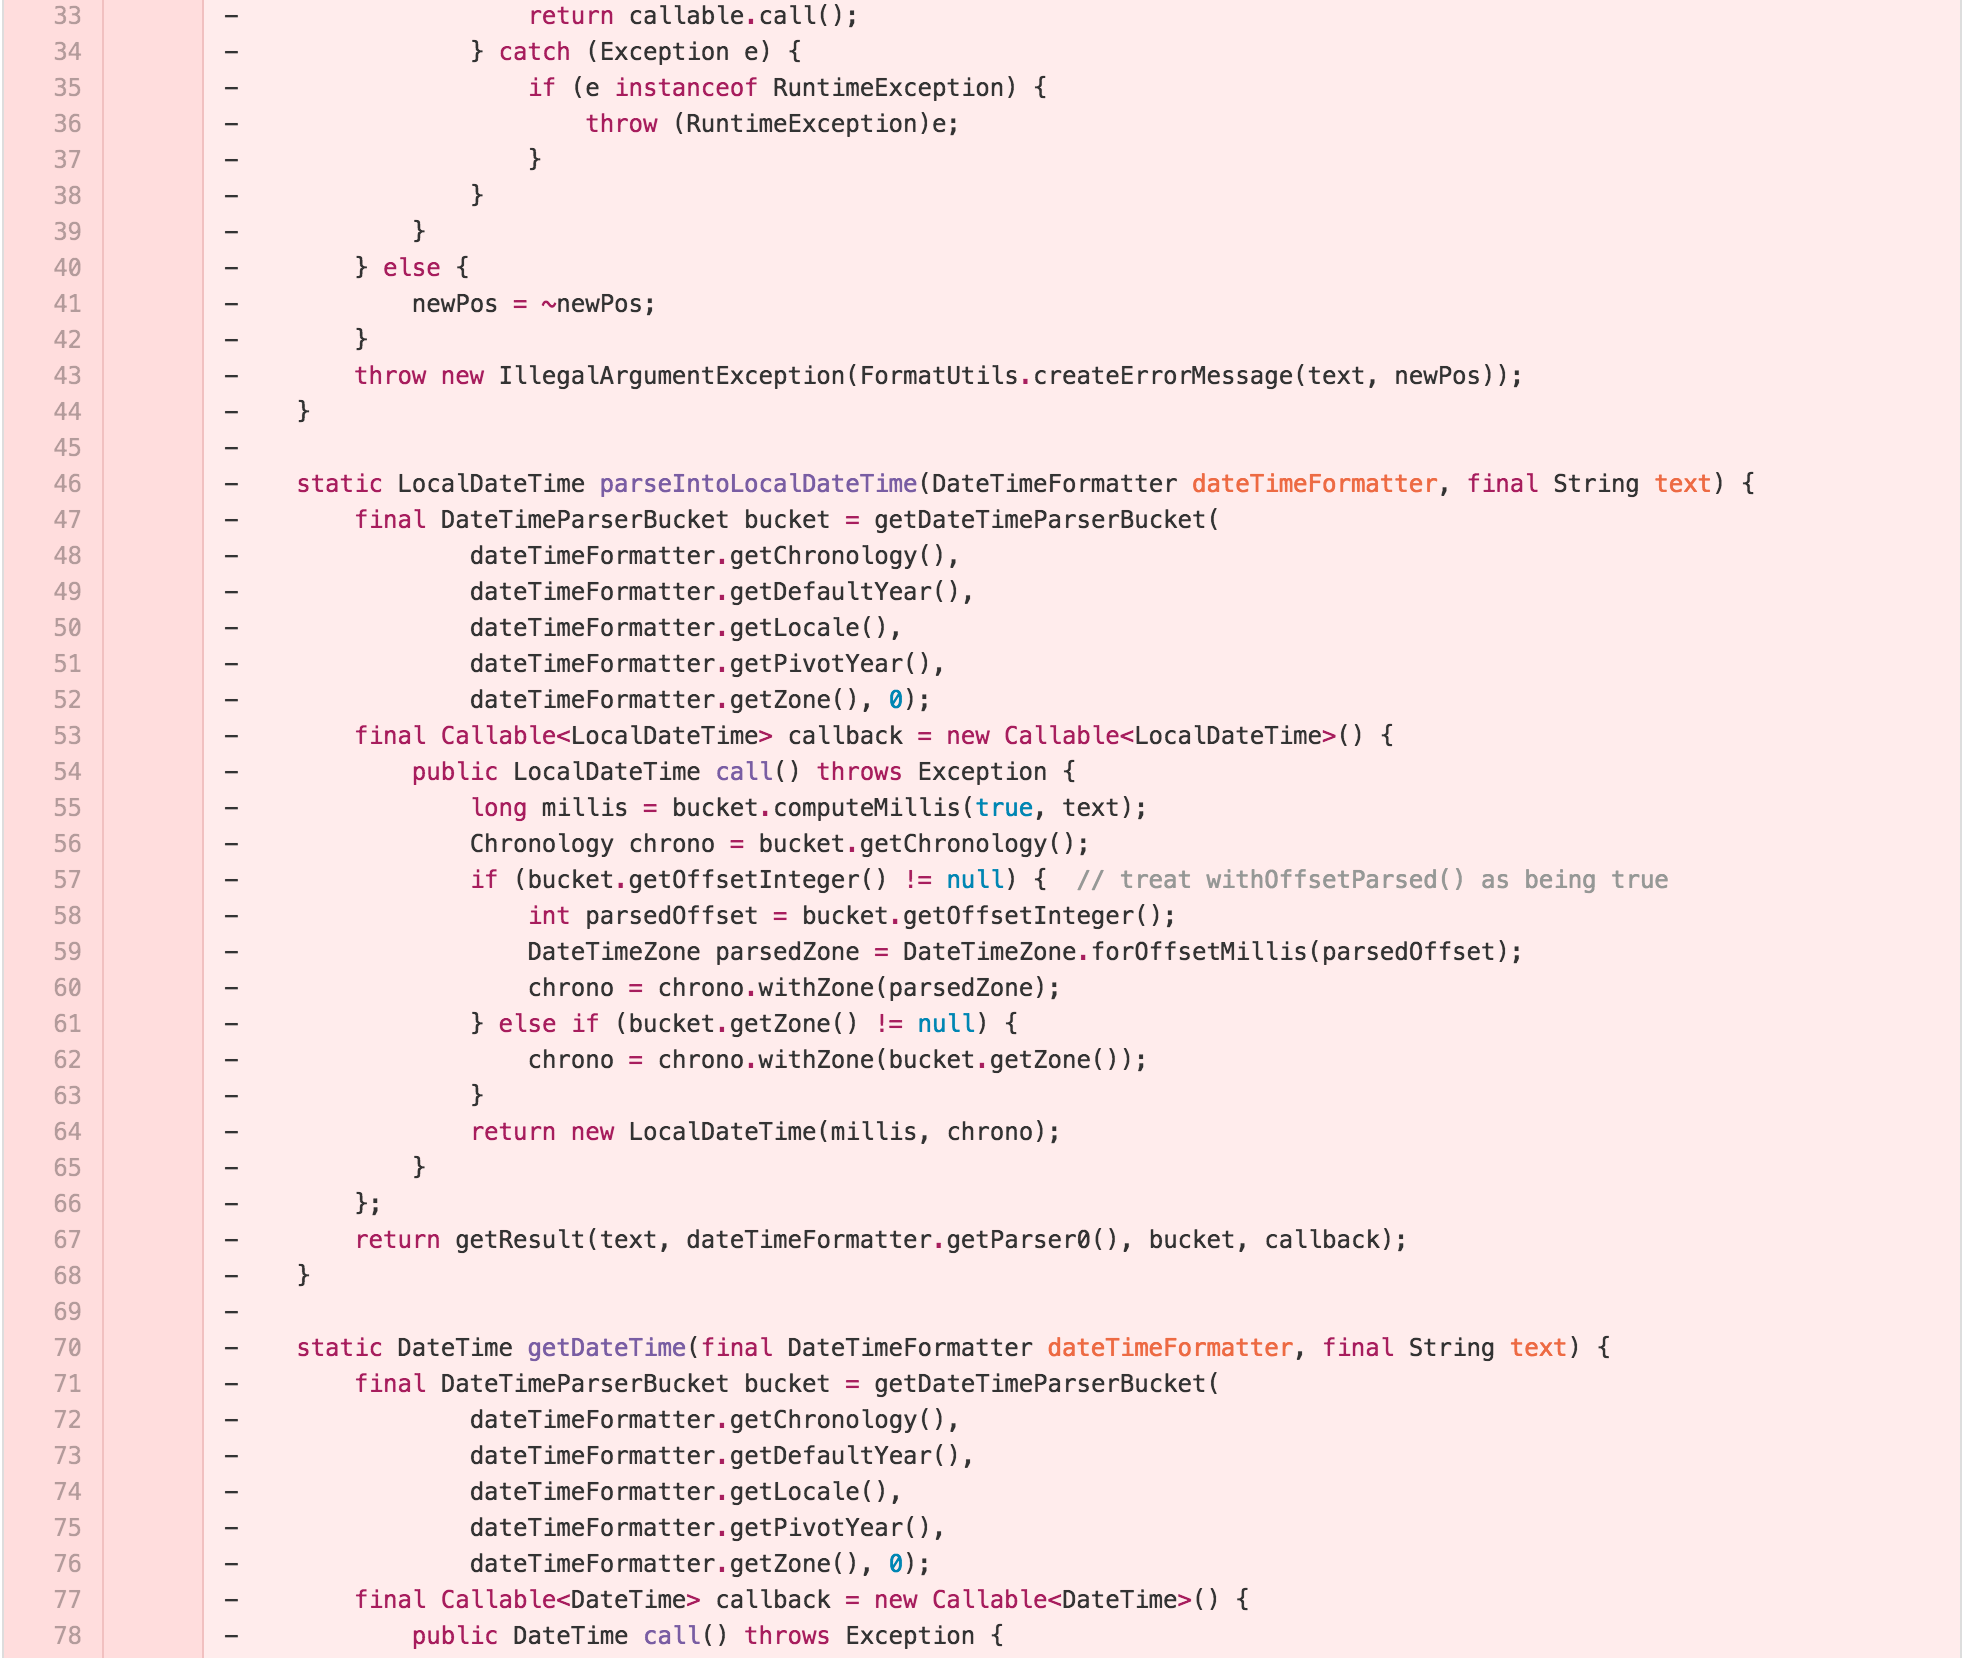 33 -                     return callable.call();
34 -                 } catch (Exception e) {
35 -                     if (e instanceof RuntimeException) {
36 -                         throw (RuntimeException)e;
37 -                     }
38 -                 }
39 -             }
40 -         } else {
41 -             newPos = ~newPos;
42 -         }
43 -         throw new IllegalArgumentException(FormatUtils.createErrorMessage(text, newPos));
44 -     }
45 -
46 -     static LocalDateTime parseIntoLocalDateTime(DateTimeFormatter dateTimeFormatter, final String text) {
47 -         final DateTimeParserBucket bucket = getDateTimeParserBucket(
48 -                 dateTimeFormatter.getChronology(),
49 -                 dateTimeFormatter.getDefaultYear(),
50 -                 dateTimeFormatter.getLocale(),
51 -                 dateTimeFormatter.getPivotYear(),
52 -                 dateTimeFormatter.getZone(), 0);
53 -         final Callable<LocalDateTime> callback = new Callable<LocalDateTime>() {
54 -             public LocalDateTime call() throws Exception {
55 -                 long millis = bucket.computeMillis(true, text);
56 -                 Chronology chrono = bucket.getChronology();
57 -                 if (bucket.getOffsetInteger() != null) {  // treat withOffsetParsed() as being true
58 -                     int parsedOffset = bucket.getOffsetInteger();
59 -                     DateTimeZone parsedZone = DateTimeZone.forOffsetMillis(parsedOffset);
60 -                     chrono = chrono.withZone(parsedZone);
61 -                 } else if (bucket.getZone() != null) {
62 -                     chrono = chrono.withZone(bucket.getZone());
63 -                 }
64 -                 return new LocalDateTime(millis, chrono);
65 -             }
66 -         };
67 -         return getResult(text, dateTimeFormatter.getParser0(), bucket, callback);
68 -     }
69 -
70 -     static DateTime getDateTime(final DateTimeFormatter dateTimeFormatter, final String text) {
71 -         final DateTimeParserBucket bucket = getDateTimeParserBucket(
72 -                 dateTimeFormatter.getChronology(),
73 -                 dateTimeFormatter.getDefaultYear(),
74 -                 dateTimeFormatter.getLocale(),
75 -                 dateTimeFormatter.getPivotYear(),
76 -                 dateTimeFormatter.getZone(), 0);
77 -         final Callable<DateTime> callback = new Callable<DateTime>() {
78 -             public DateTime call() throws Exception {